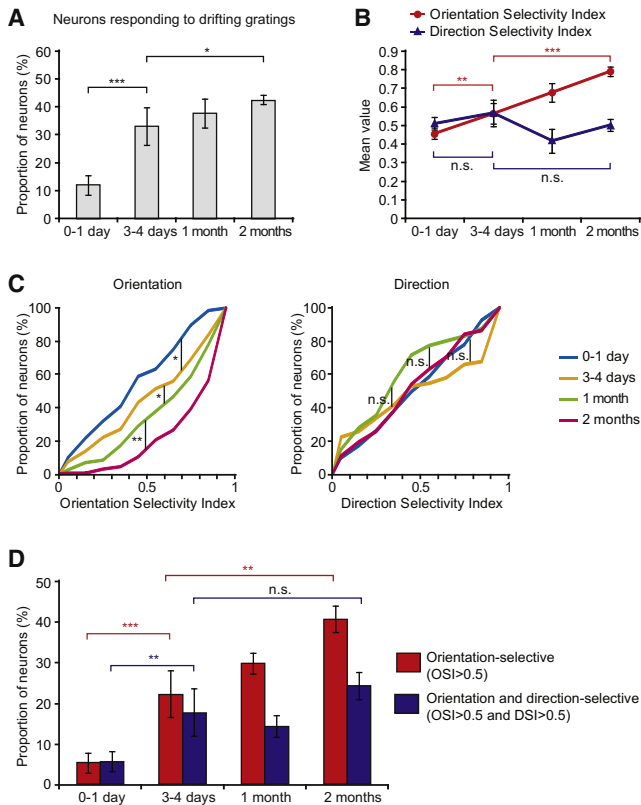 A
Neurons responding to drifting gratings
Proportion of neurons (%)
60
50
40
30
20
10
0
***
*
0-1 day
3-4 days
1 month
2 months
B
Orientation Selectivity Index
Direction Selectivity Index
Mean value
0.9
0.8
0.7
0.6
0.5
0.4
0.3
0.2
0.1
0
**
***
n.s.
n.s.
0-1 day
3-4 days
1 month
2 months
C
Orientation
Proportion of neurons (%)
100
80
60
40
20
0
*
*
**
0
0.5
1
Orientation Selectivity Index
Direction
Proportion of neurons (%)
100
80
60
40
20
0
n.s.
n.s.
n.s.
0
0.5
1
Direction Selectivity Index
0-1 day
3-4 days
1 month
2 months
D
Proportion of neurons (%)
50
40
30
20
10
0
**
n.s.
***
**
0-1 day
3-4 days
1 month
2 months
Orientation-selective
(OSI>0.5)
Orientation and direction-selective
(OSI>0.5 and DSI>0.5)